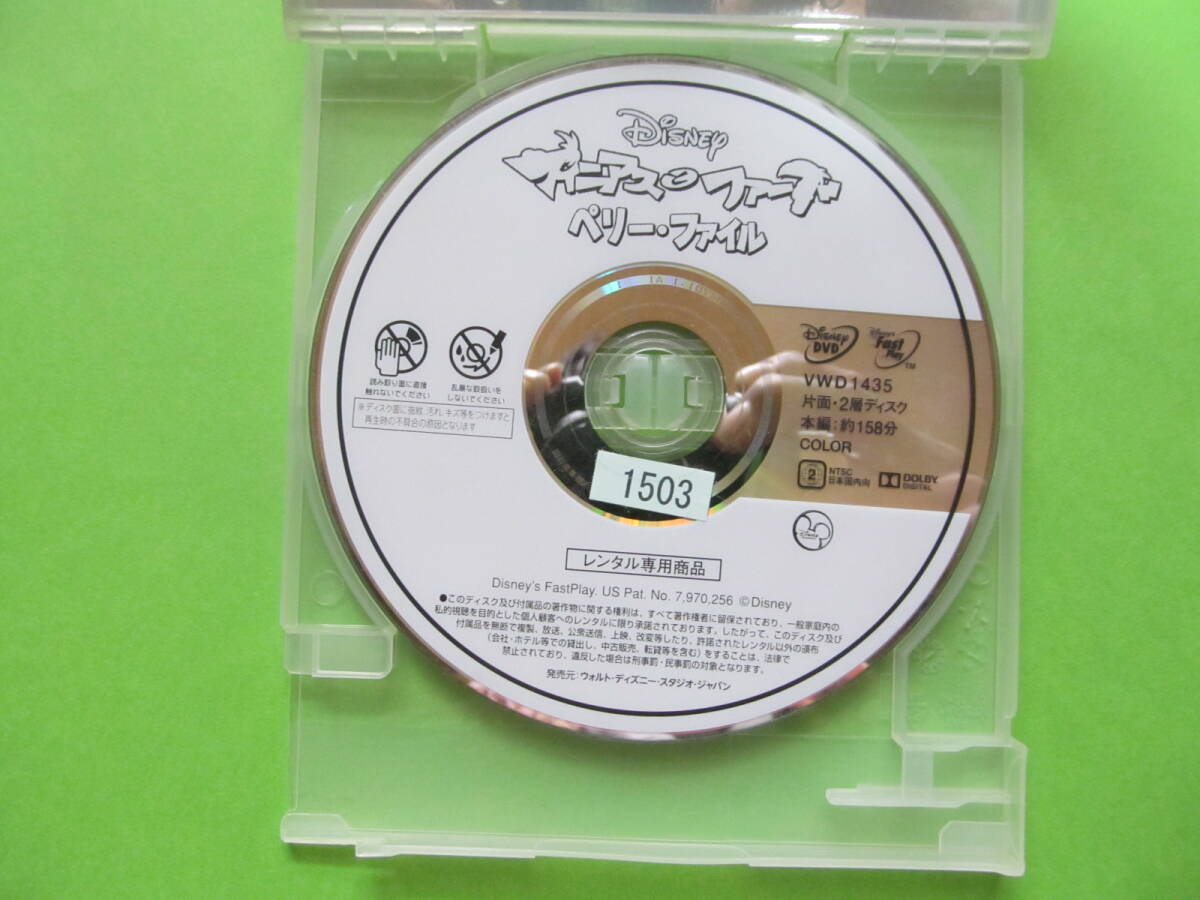 Disney
フィニアスとファーブ
ペリー・ファイル
読み取り面に直接
触れないでください
乱暴な取扱いを
しないでください
※ディスク面に指紋、汚れ、キズ等をつけますと
再生時の不具合の原因となります
Disney DVD
Disney's Fast Play ™
VWD1435
片面・2層ディスク
本編:約158分
COLOR
2
NTSC
日本国内向
DOLBY
DIGITAL
1503
レンタル専用商品
Disney's FastPlay. US Pat. No. 7,970,256 ©Disney
●このディスク及び付属品の著作物に関する権利は、すべて著作権者に留保されており、一般家庭内の
私的視聴を目的とした個人顧客へのレンタルに限り承諾されております。したがって、このディスク及び
付属品を無断で複製、放送、公衆送信、上映、改変等したり、許諾されたレンタル以外の頒布
(会社・ホテル等での貸出し、中古販売、転貸等を含む)をすることは、法律で
禁止されており、違反した場合は刑事罰・民事罰の対象となります。
発売元:ウォルト・ディズニー・スタジオ・ジャパン